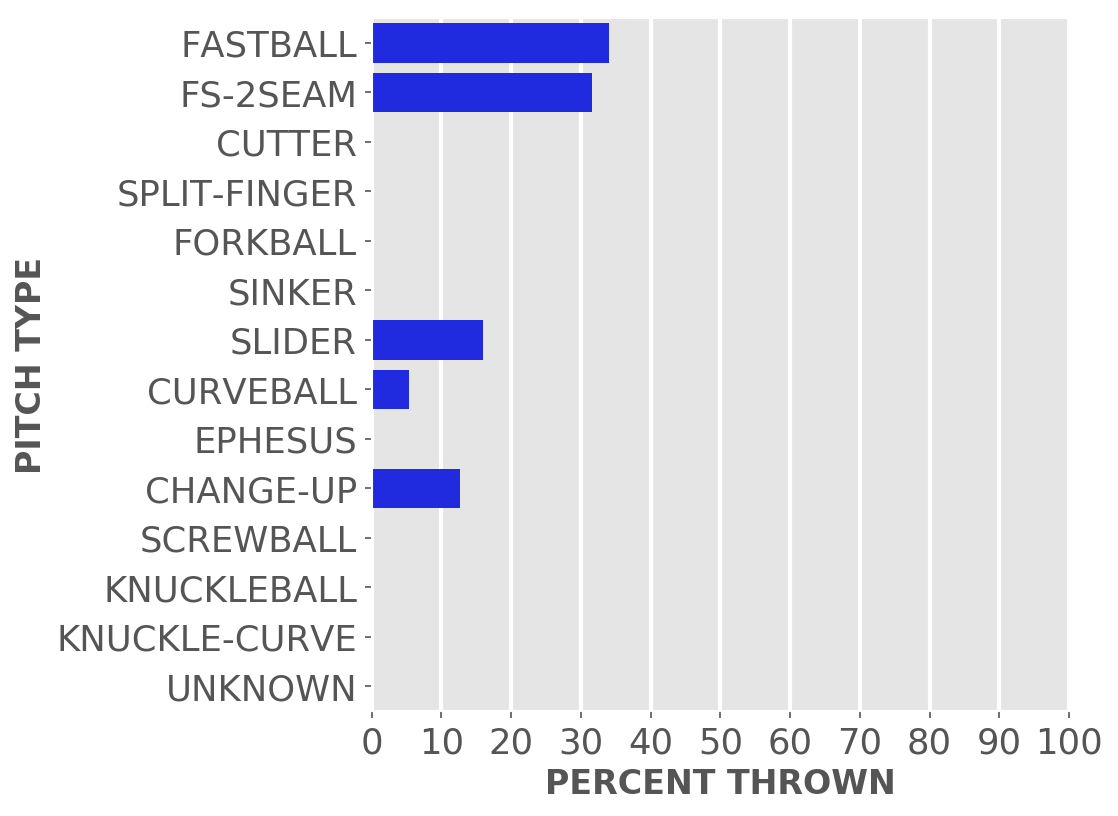 FASTBALL
FS-2SEAM
CUTTER
SPLIT-FINGER
FORKBALL
SINKER
SLIDER
CURVEBALL
EPHESUS
CHANGE-UP
SCREWBALL
KNUCKLEBALL
KNUCKLE-CURVE
UNKNOWN
PITCH TYPE
0 10 20 30 40 50 60 70 80 90 100
PERCENT THROWN